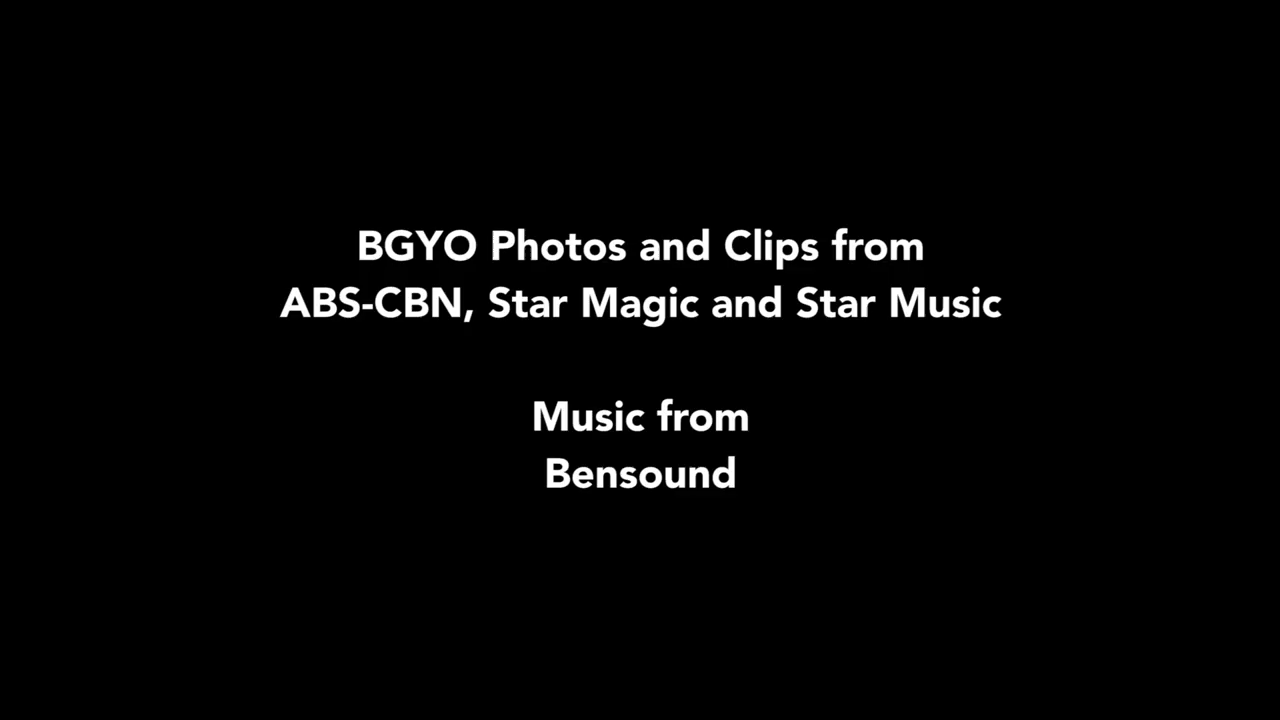 BGYO Photos and Clips from
ABS-CBN, Star Magic and Star Music
Music from
Bensound